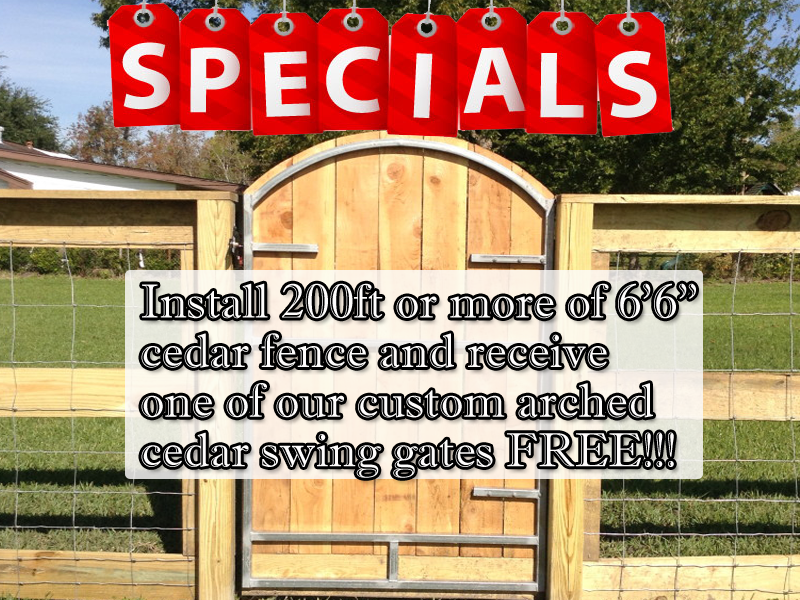 SPECIALS
Install 200ft or more of 6’6”
cedar fence and receive
one of our custom arched
cedar swing gates FREE!!!